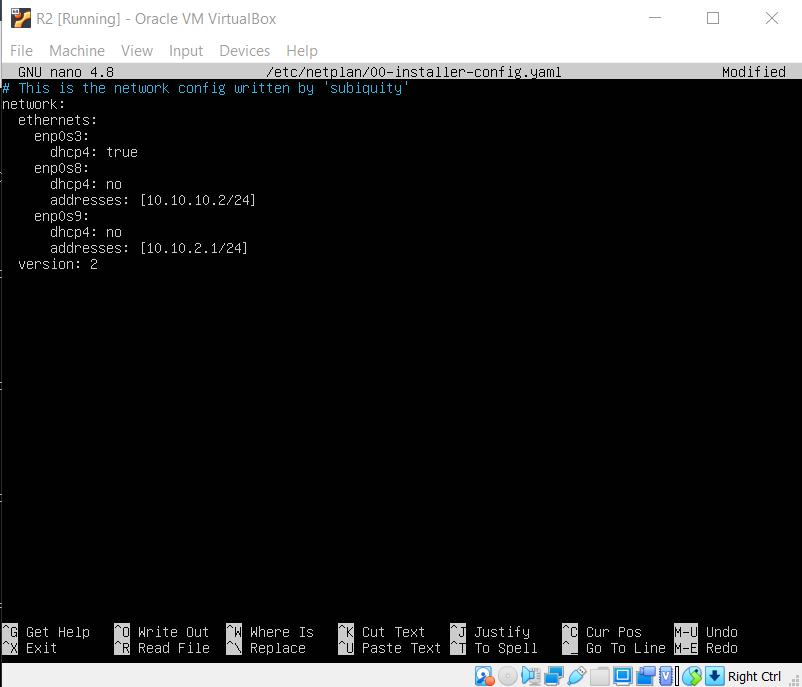 R2 [Running] - Oracle VM VirtualBox
File Machine View Input Devices Help
GNU nano 4.8 /etc/netplan/00-installer-config.yaml Modified
# This is the network config written by 'subiquity'
network:
  ethernets:
    enp0s3:
      dhcp4: true
    enp0s8:
      dhcp4: no
      addresses: [10.10.10.2/24]
    enp0s9:
      dhcp4: no
      addresses: [10.10.2.1/24]
  version: 2
^G Get Help ^O Write Out ^W Where Is ^K Cut Text ^J Justify ^C Cur Pos M-U Undo
^X Exit ^R Read File ^\ Replace ^U Paste Text ^T To Spell ^_ Go To Line M-E Redo
Right Ctrl